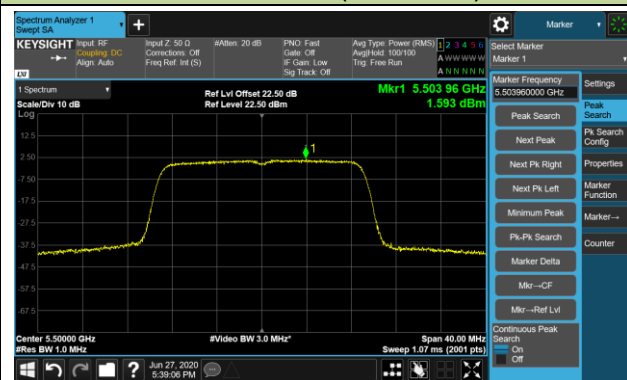 Spectrum Analyzer 1
Swept SA
Marker
KEYSIGHT
Input: RF
Coupling: DC
Align: Auto
Input Z: 50 Ω
Corrections: Off
Freq Ref: Int (S)
#Atten: 20 dB
PNO: Fast
Gate: Off
IF Gain: Low
Sig Track: Off
Avg Type: Power (RMS)
Avg|Hold: 100/100
Trig: Free Run
1 2 3 4 5 6
A W W W W W
A N N N N N
LXI
Select Marker
Marker 1
1 Spectrum
Scale/Div 10 dB
Log
Ref Lvl Offset 22.50 dB
Ref Level 22.50 dBm
Mkr1 5.503 96 GHz
1.593 dBm
12.5
2.50
-7.50
-17.5
-27.5
-37.5
-47.5
-57.5
-67.5
1
Center 5.50000 GHz
#Res BW 1.0 MHz
#Video BW 3.0 MHz*
Span 40.00 MHz
Sweep 1.07 ms (2001 pts)
Marker Frequency
5.503960000 GHz
Peak Search
Next Peak
Next Pk Right
Next Pk Left
Minimum Peak
Pk-Pk Search
Marker Delta
Mkr→CF
Mkr→Ref Lvl
Continuous Peak
Search
On
Off
Settings
Peak
Search
Pk Search
Config
Properties
Marker
Function
Marker→
Counter
Jun 27, 2020
5:39:06 PM